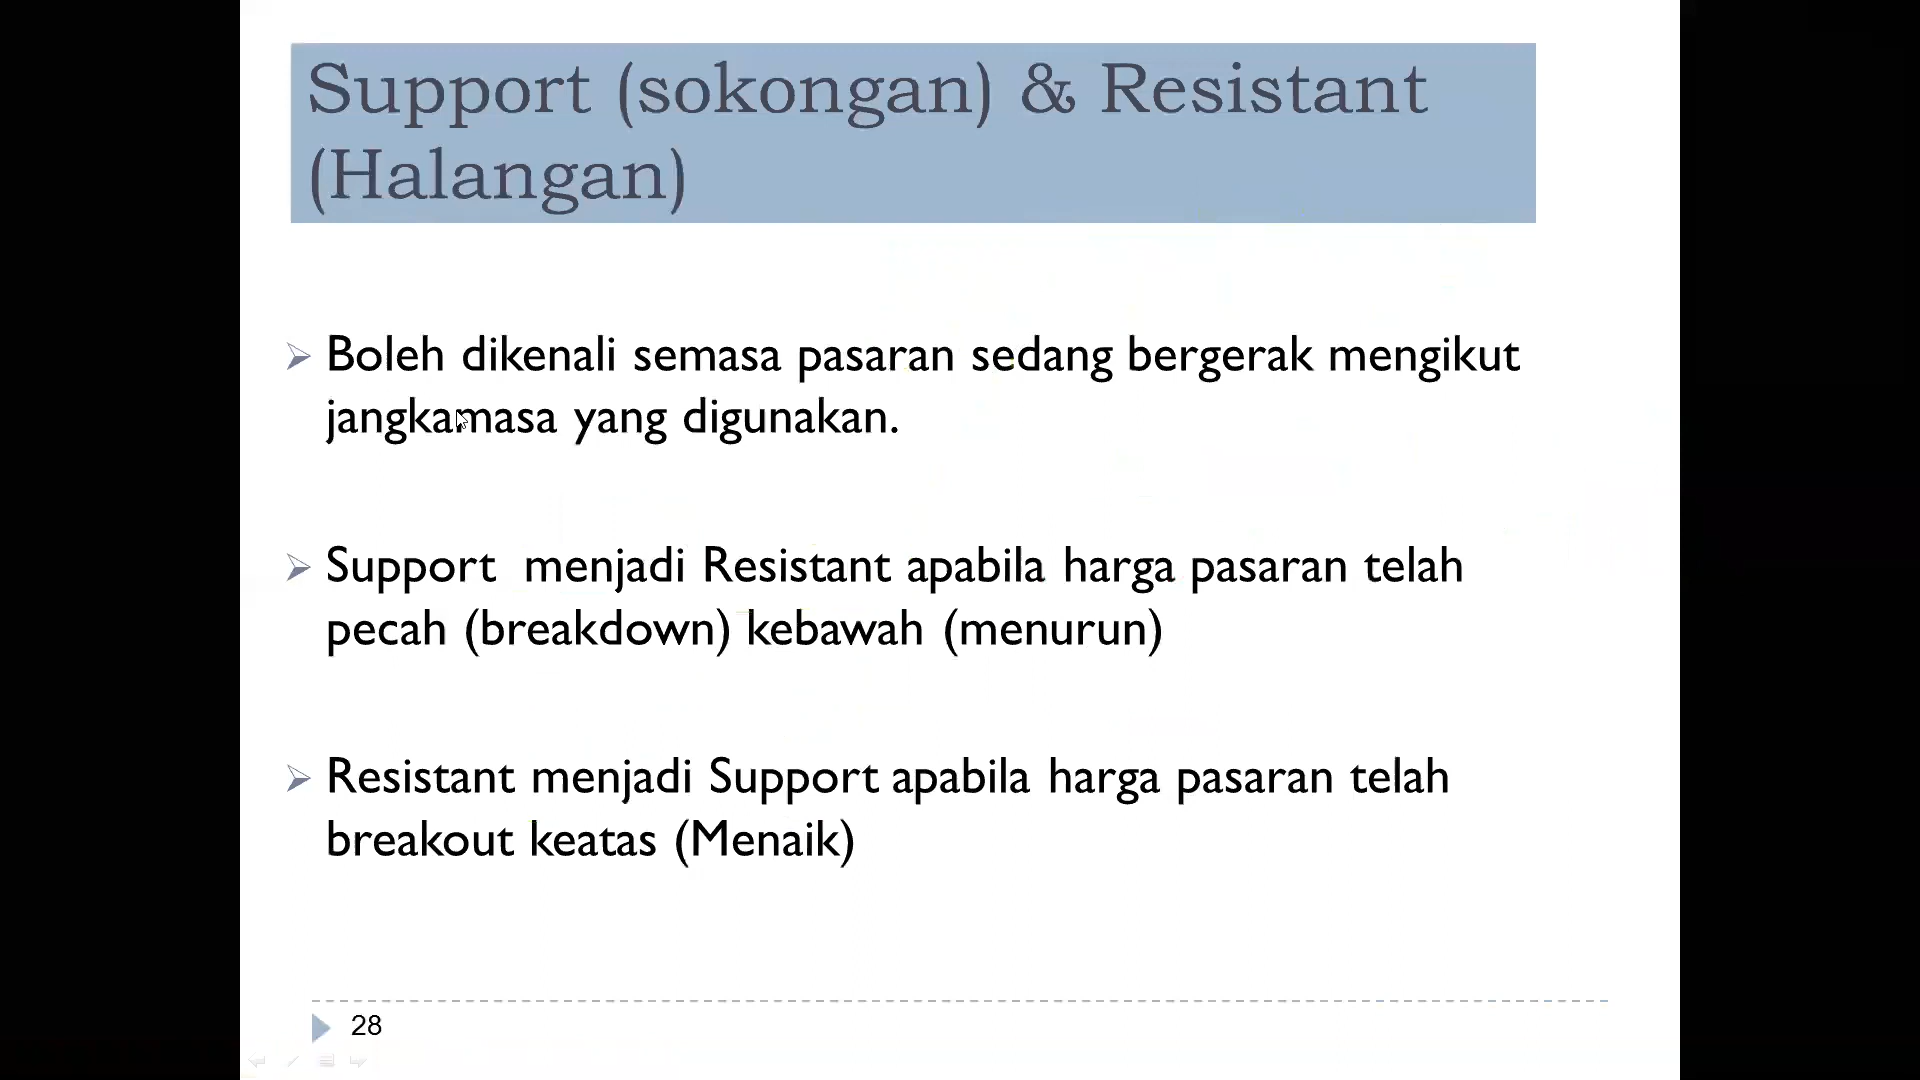 Support (sokongan) & Resistant
(Halangan)
Boleh dikenali semasa pasaran sedang bergerak mengikut
jangkamasa yang digunakan.
Support menjadi Resistant apabila harga pasaran telah
pecah (breakdown) kebawah (menurun)
Resistant menjadi Support apabila harga pasaran telah
breakout keatas (Menaik)
28